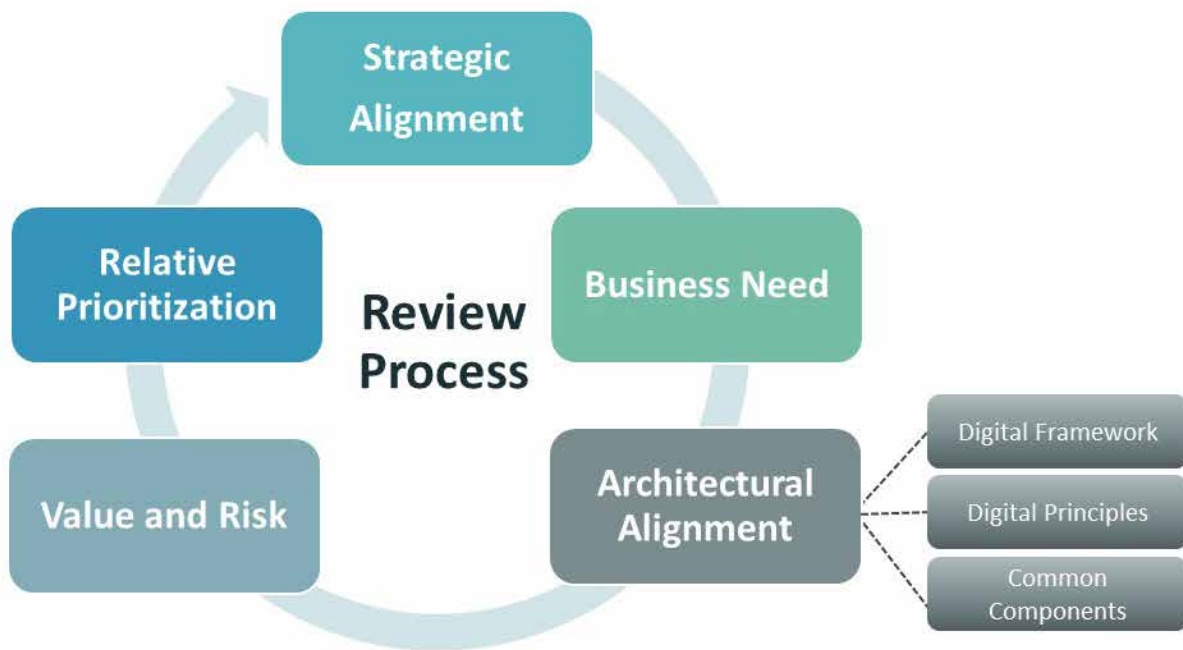 Strategic
Alignment
Relative
Prioritization
Business Need
Review
Process
Value and Risk
Architectural
Alignment
Digital Framework
Digital Principles
Common
Components